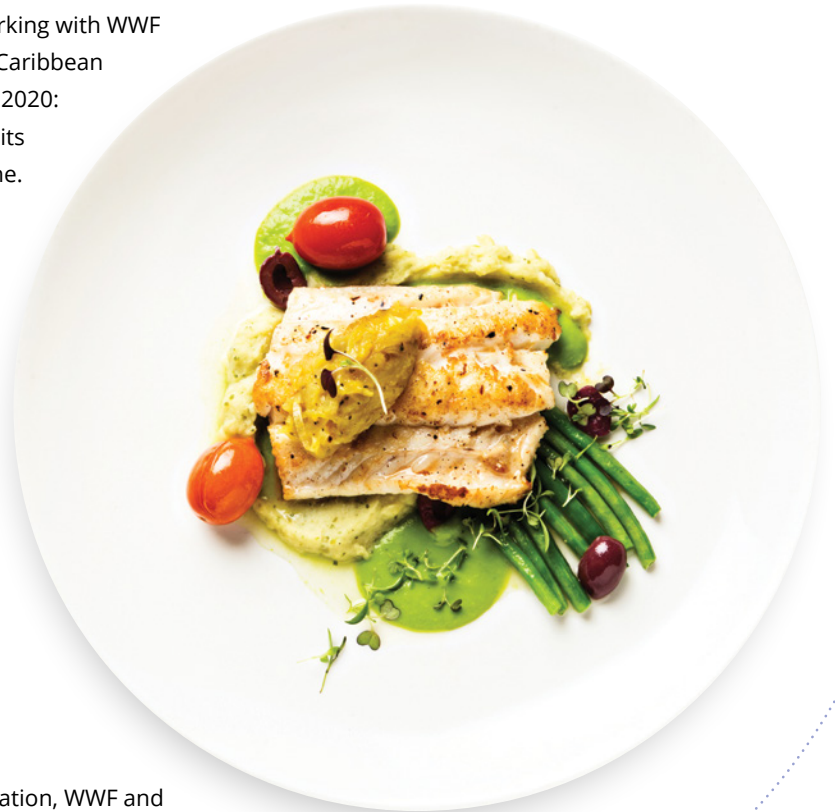 rking with WWF
Caribbean
2020:
its
ne.
ation, WWF and